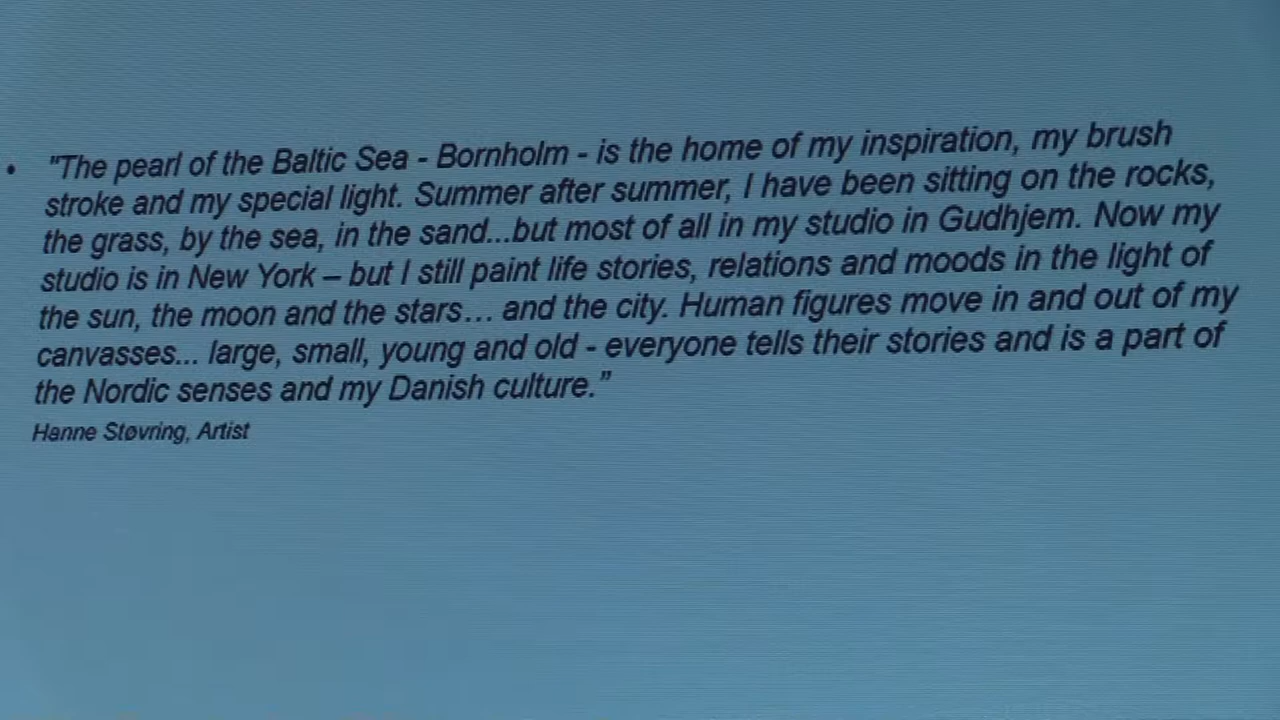 • "The pearl of the Baltic Sea - Bornholm - is the home of my inspiration, my brush
stroke and my special light. Summer after summer, I have been sitting on the rocks,
the grass, by the sea, in the sand...but most of all in my studio in Gudhjem. Now my
studio is in New York – but I still paint life stories, relations and moods in the light of
the sun, the moon and the stars… and the city. Human figures move in and out of my
canvasses... large, small, young and old - everyone tells their stories and is a part of
the Nordic senses and my Danish culture.”
Hanne Støvring, Artist